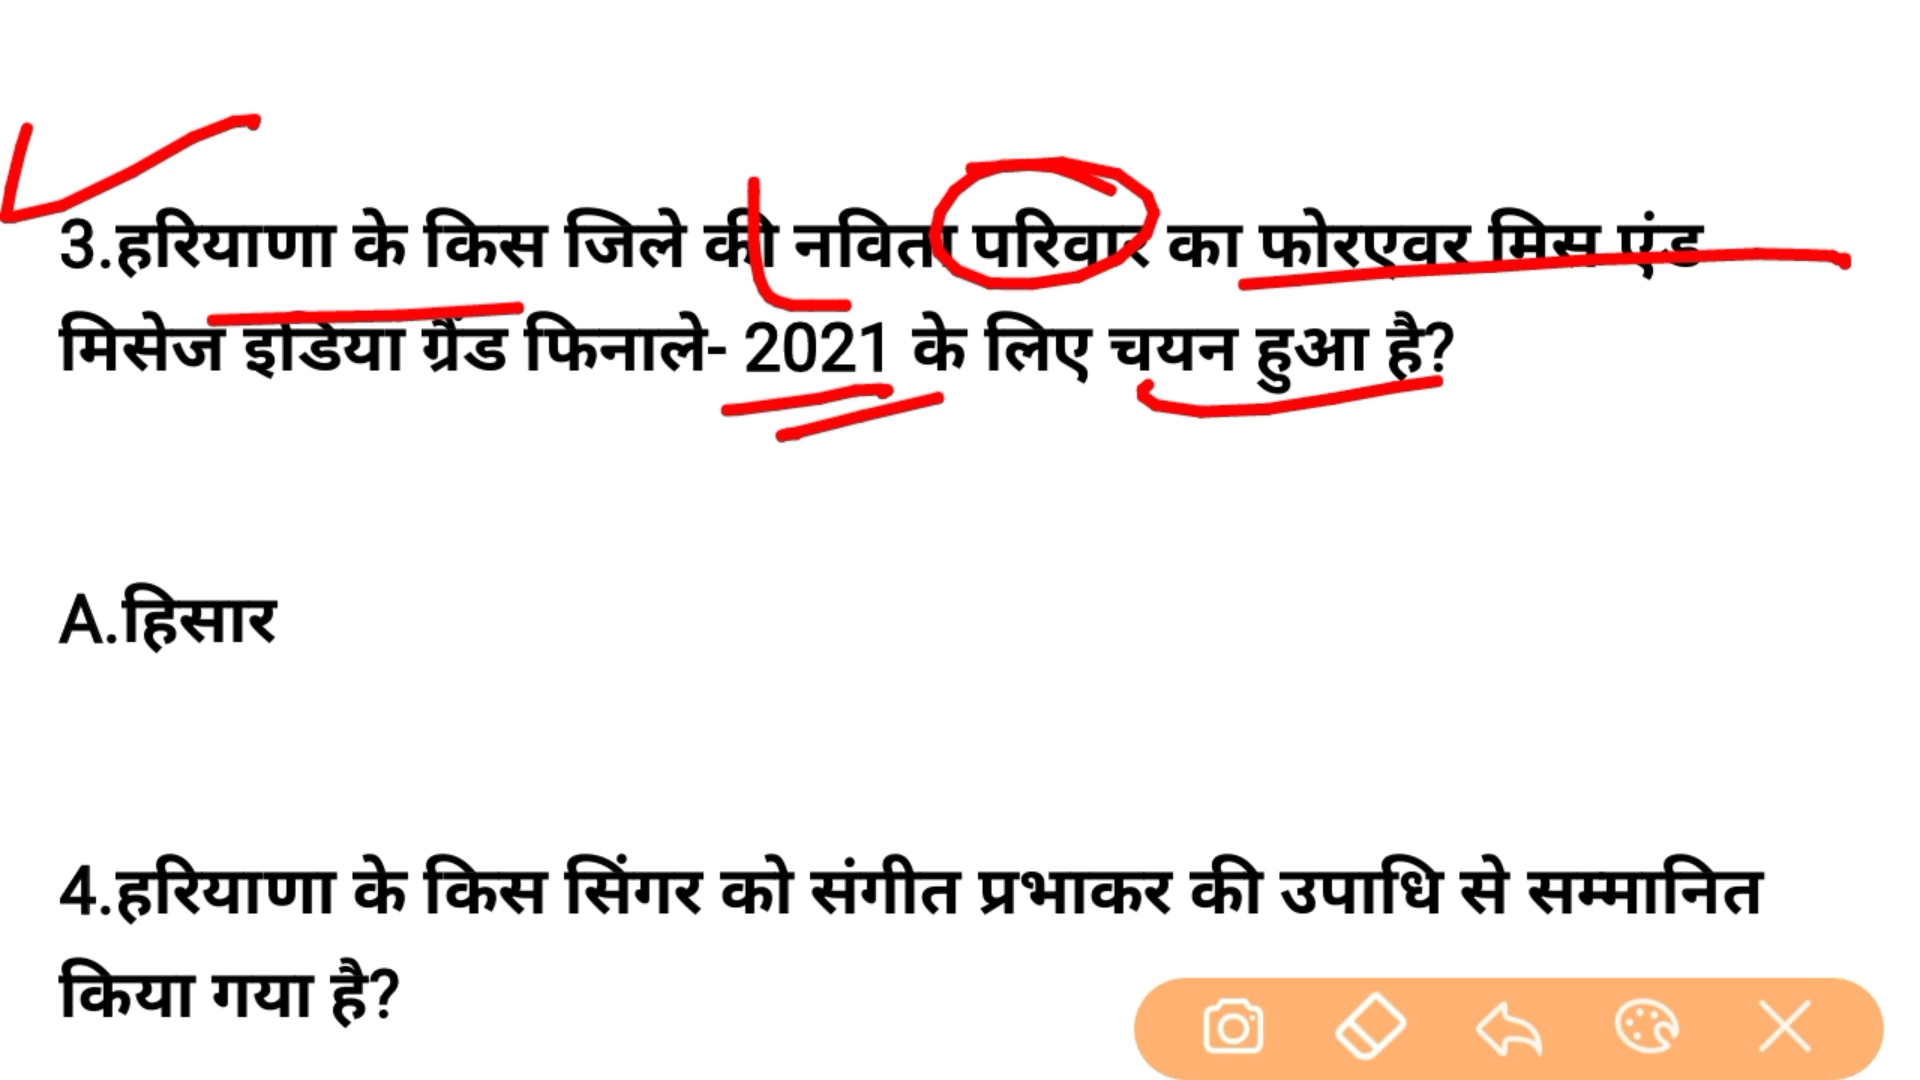 3.हरियाणा के किस जिले की नविता परिवार का फोरएवर मिस एंड
मिसेज इंडिया ग्रैंड फिनाले- 2021 के लिए चयन हुआ है?
A.हिसार
4.हरियाणा के किस सिंगर को संगीत प्रभाकर की उपाधि से सम्मानित
किया गया है?